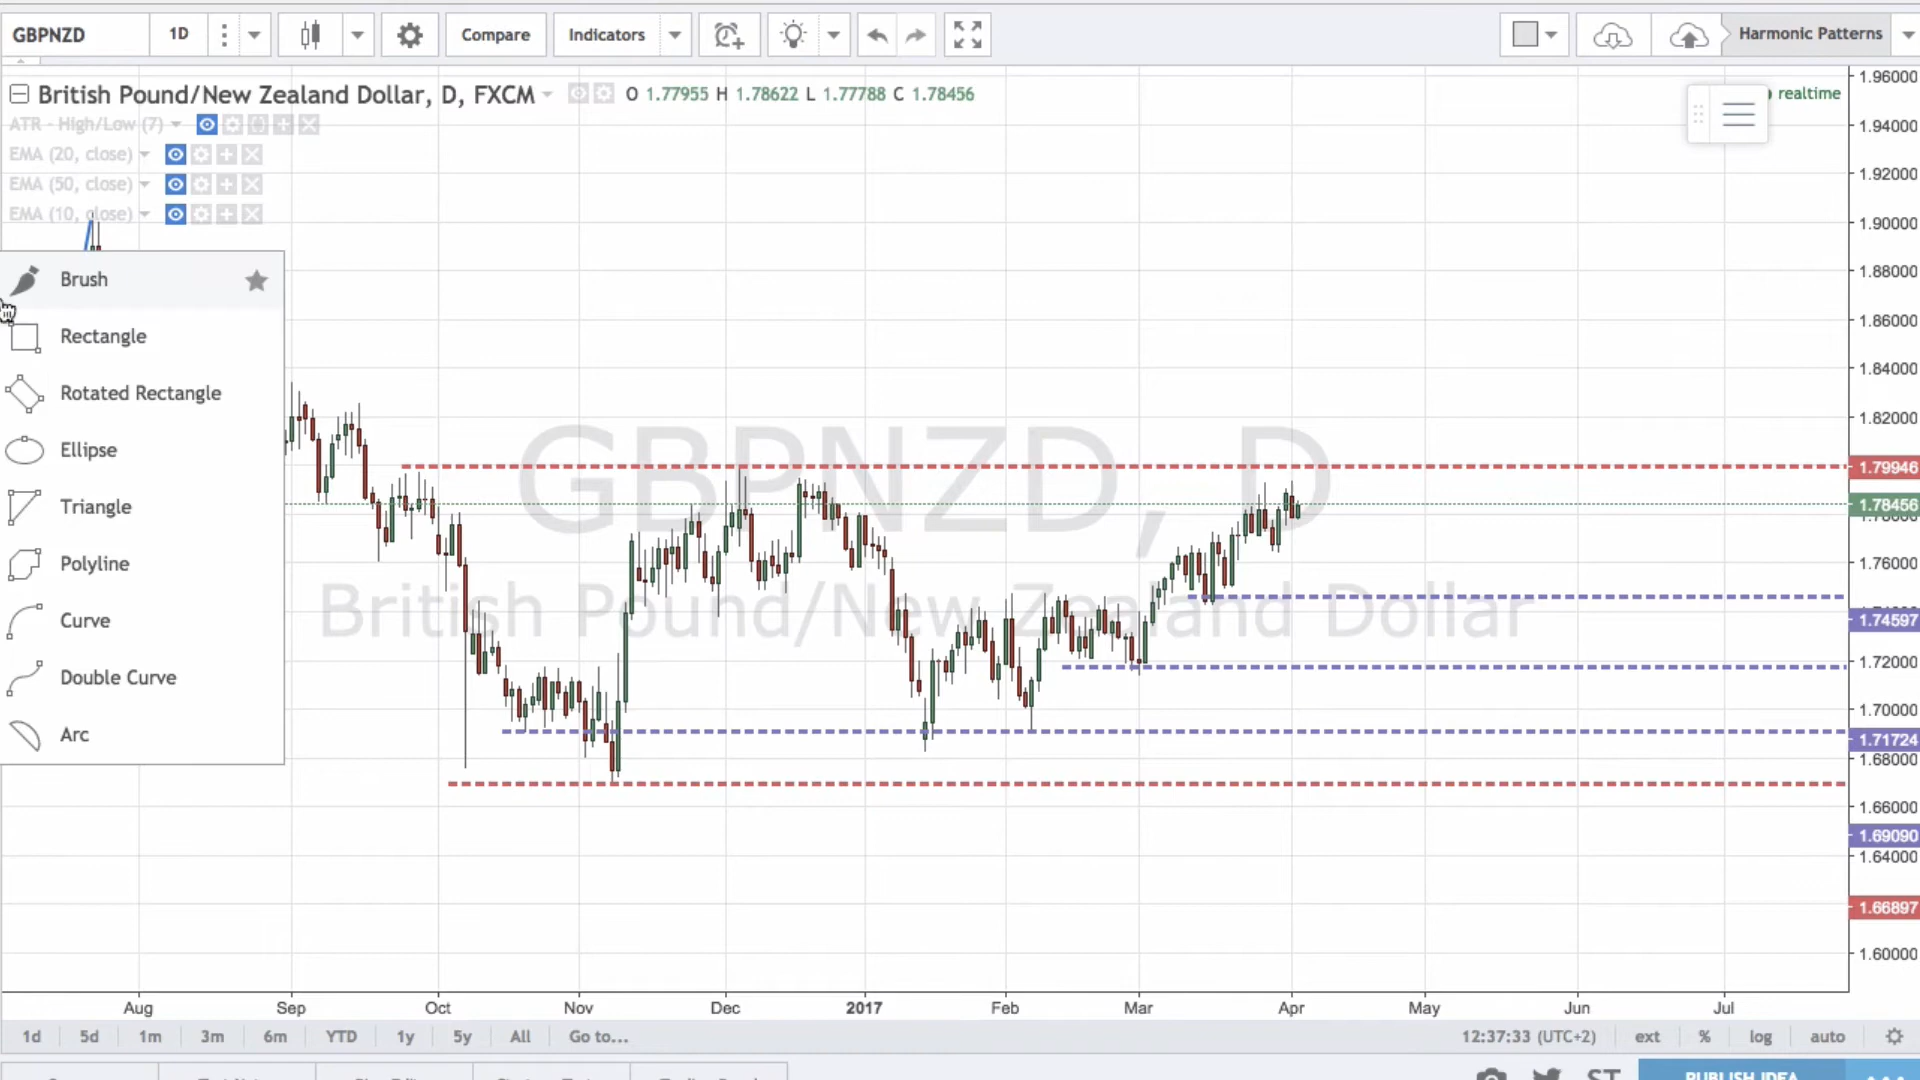 GBPNZD 1D Compare Indicators Harmonic Patterns
British Pound/New Zealand Dollar, D, FXCM O 1.77955 H 1.78622 L 1.77788 C 1.78456 realtime
ATR - High/Low (7)
EMA (20, close)
EMA (50, close)
EMA (10, close)
Brush
Rectangle
Rotated Rectangle
Ellipse
Triangle
Polyline
Curve
Double Curve
Arc
GBPNZD, D
British Pound/New Zealand Dollar
1.96000
1.94000
1.92000
1.90000
1.88000
1.86000
1.84000
1.82000
1.79946
1.78456
1.76000
1.74597
1.72000
1.70000
1.71724
1.68000
1.66000
1.69090
1.64000
1.66897
1.60000
Aug Sep Oct Nov Dec 2017 Feb Mar Apr May Jun Jul
1d 5d 1m 3m 6m YTD 1y 5y All Go to... 12:37:33 (UTC+2) ext % log auto
ST PUBLISH IDEA